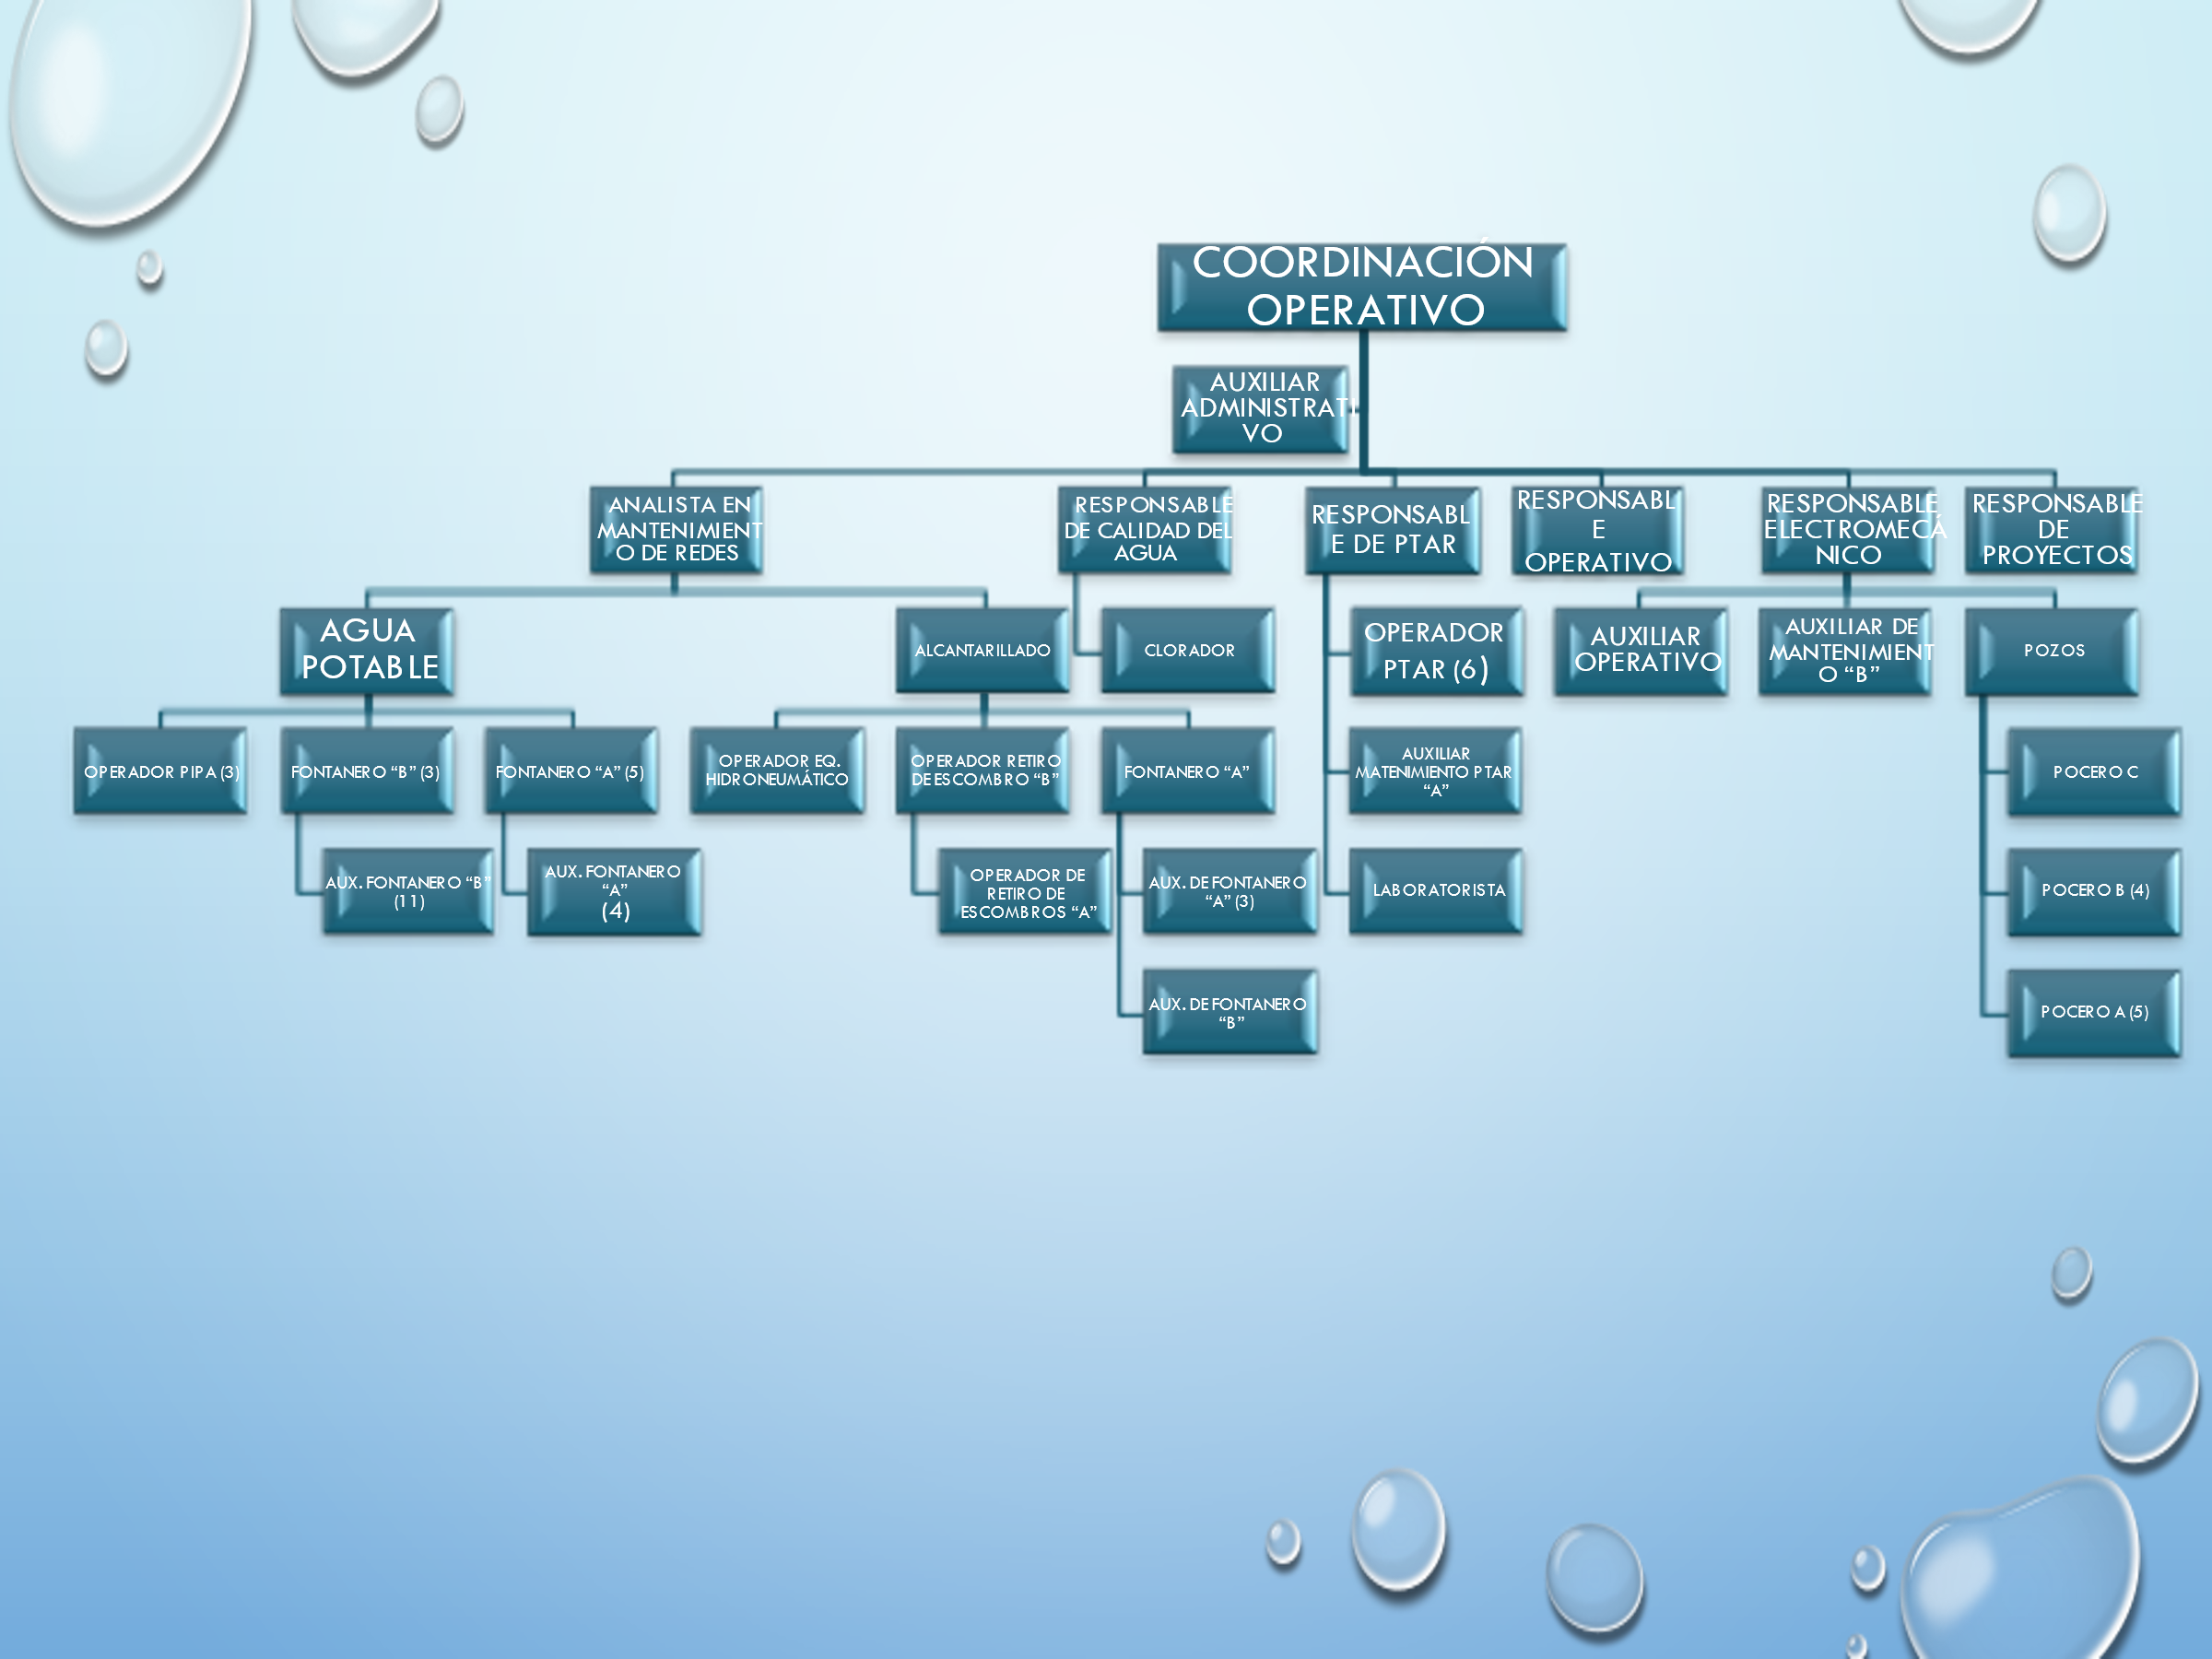 COORDINACIÓN
OPERATIVO
AUXILIAR
ADMINISTRATI
VO
ANALISTA EN
MANTENIMIENT
O DE REDES
RESPONSABLE
DE CALIDAD DEL
AGUA
RESPONSABL
E DE PTAR
RESPONSABL
E
OPERATIVO
RESPONSABLE
ELECTROMECÁ
NICO
RESPONSABLE
DE
PROYECTOS
AGUA
POTABLE
ALCANTARILLADO
CLORADOR
OPERADOR
PTAR (6)
AUXILIAR
OPERATIVO
AUXILIAR DE
MANTENIMIENT
O “B”
POZOS
OPERADOR PIPA (3)
FONTANERO “B” (3)
FONTANERO “A” (5)
OPERADOR EQ.
HIDRONEUMÁTICO
OPERADOR RETIRO
DE ESCOMBRO “B”
FONTANERO “A”
AUXILIAR
MATENIMIENTO PTAR
“A”
POCERO C
AUX. FONTANERO “B”
(11)
AUX. FONTANERO
“A”
(4)
OPERADOR DE
RETIRO DE
ESCOMBROS “A”
AUX. DE FONTANERO
“A” (3)
LABORATORISTA
POCERO B (4)
AUX. DE FONTANERO
“B”
POCERO A (5)